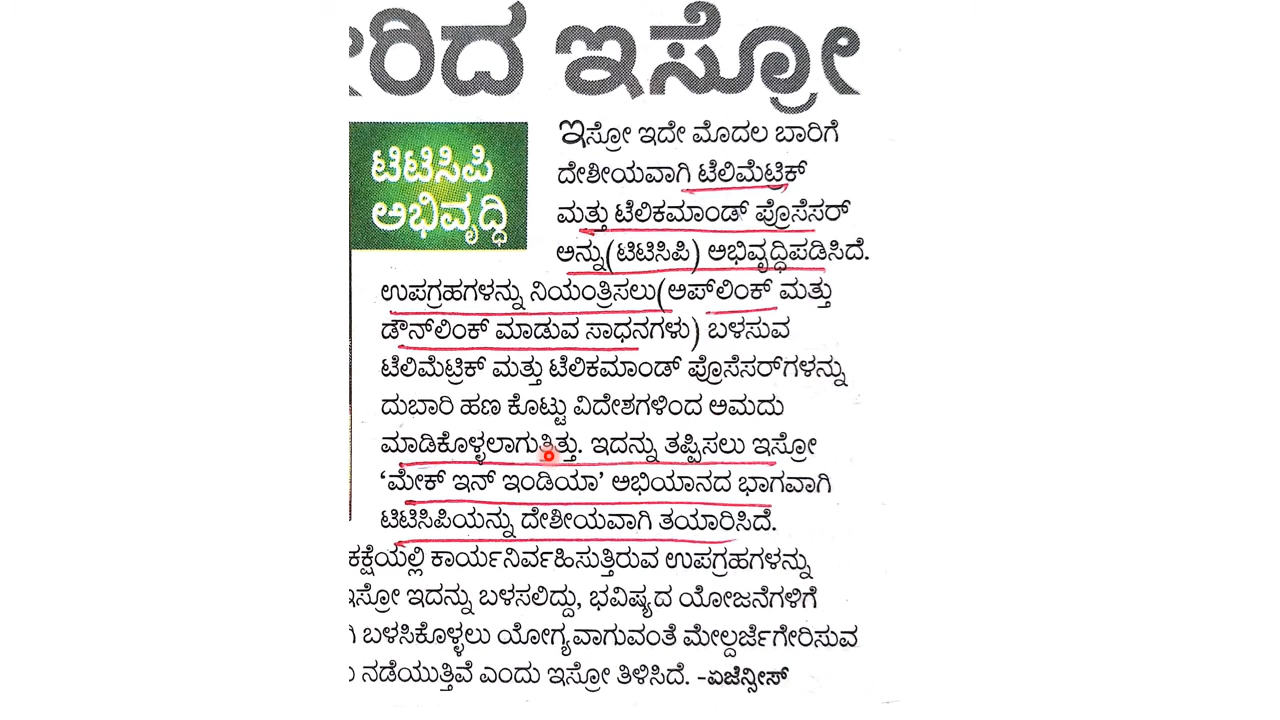 ರಿದ ಇಸ್ರೋ
ಟಿಟಿಸಿಪಿ
ಅಭಿವೃದ್ಧಿ
ಇಸ್ರೋ ಇದೇ ಮೊದಲ ಬಾರಿಗೆ
ದೇಶೀಯವಾಗಿ ಟೆಲಿಮೆಟ್ರಿಕ್
ಮತ್ತು ಟೆಲಿಕಮಾಂಡ್ ಪ್ರೊಸೆಸರ್
ಅನ್ನು(ಟಿಟಿಸಿಪಿ) ಅಭಿವೃದ್ಧಿಪಡಿಸಿದೆ.
ಉಪಗ್ರಹಗಳನ್ನು ನಿಯಂತ್ರಿಸಲು(ಅಪ್‌ಲಿಂಕ್ ಮತ್ತು
ಡೌನ್‌ಲಿಂಕ್ ಮಾಡುವ ಸಾಧನಗಳು) ಬಳಸುವ
ಟೆಲಿಮೆಟ್ರಿಕ್ ಮತ್ತು ಟೆಲಿಕಮಾಂಡ್ ಪ್ರೊಸೆಸರ್‌ಗಳನ್ನು
ದುಬಾರಿ ಹಣ ಕೊಟ್ಟು ವಿದೇಶಗಳಿಂದ ಅಮದು
ಮಾಡಿಕೊಳ್ಳಲಾಗುತ್ತಿತ್ತು. ಇದನ್ನು ತಪ್ಪಿಸಲು ಇಸ್ರೋ
‘ಮೇಕ್ ಇನ್ ಇಂಡಿಯಾ’ ಅಭಿಯಾನದ ಭಾಗವಾಗಿ
ಟಿಟಿಸಿಪಿಯನ್ನು ದೇಶೀಯವಾಗಿ ತಯಾರಿಸಿದೆ.
ಕಕ್ಷೆಯಲ್ಲಿ ಕಾರ್ಯನಿರ್ವಹಿಸುತ್ತಿರುವ ಉಪಗ್ರಹಗಳನ್ನು
ಇಸ್ರೋ ಇದನ್ನು ಬಳಸಲಿದ್ದು, ಭವಿಷ್ಯದ ಯೋಜನೆಗಳಿಗೆ
ಬಳಸಿಕೊಳ್ಳಲು ಯೋಗ್ಯವಾಗುವಂತೆ ಮೇಲ್ದರ್ಜೆಗೇರಿಸುವ
ನಡೆಯುತ್ತಿವೆ ಎಂದು ಇಸ್ರೋ ತಿಳಿಸಿದೆ. -ಏಜೆನ್ಸೀಸ್